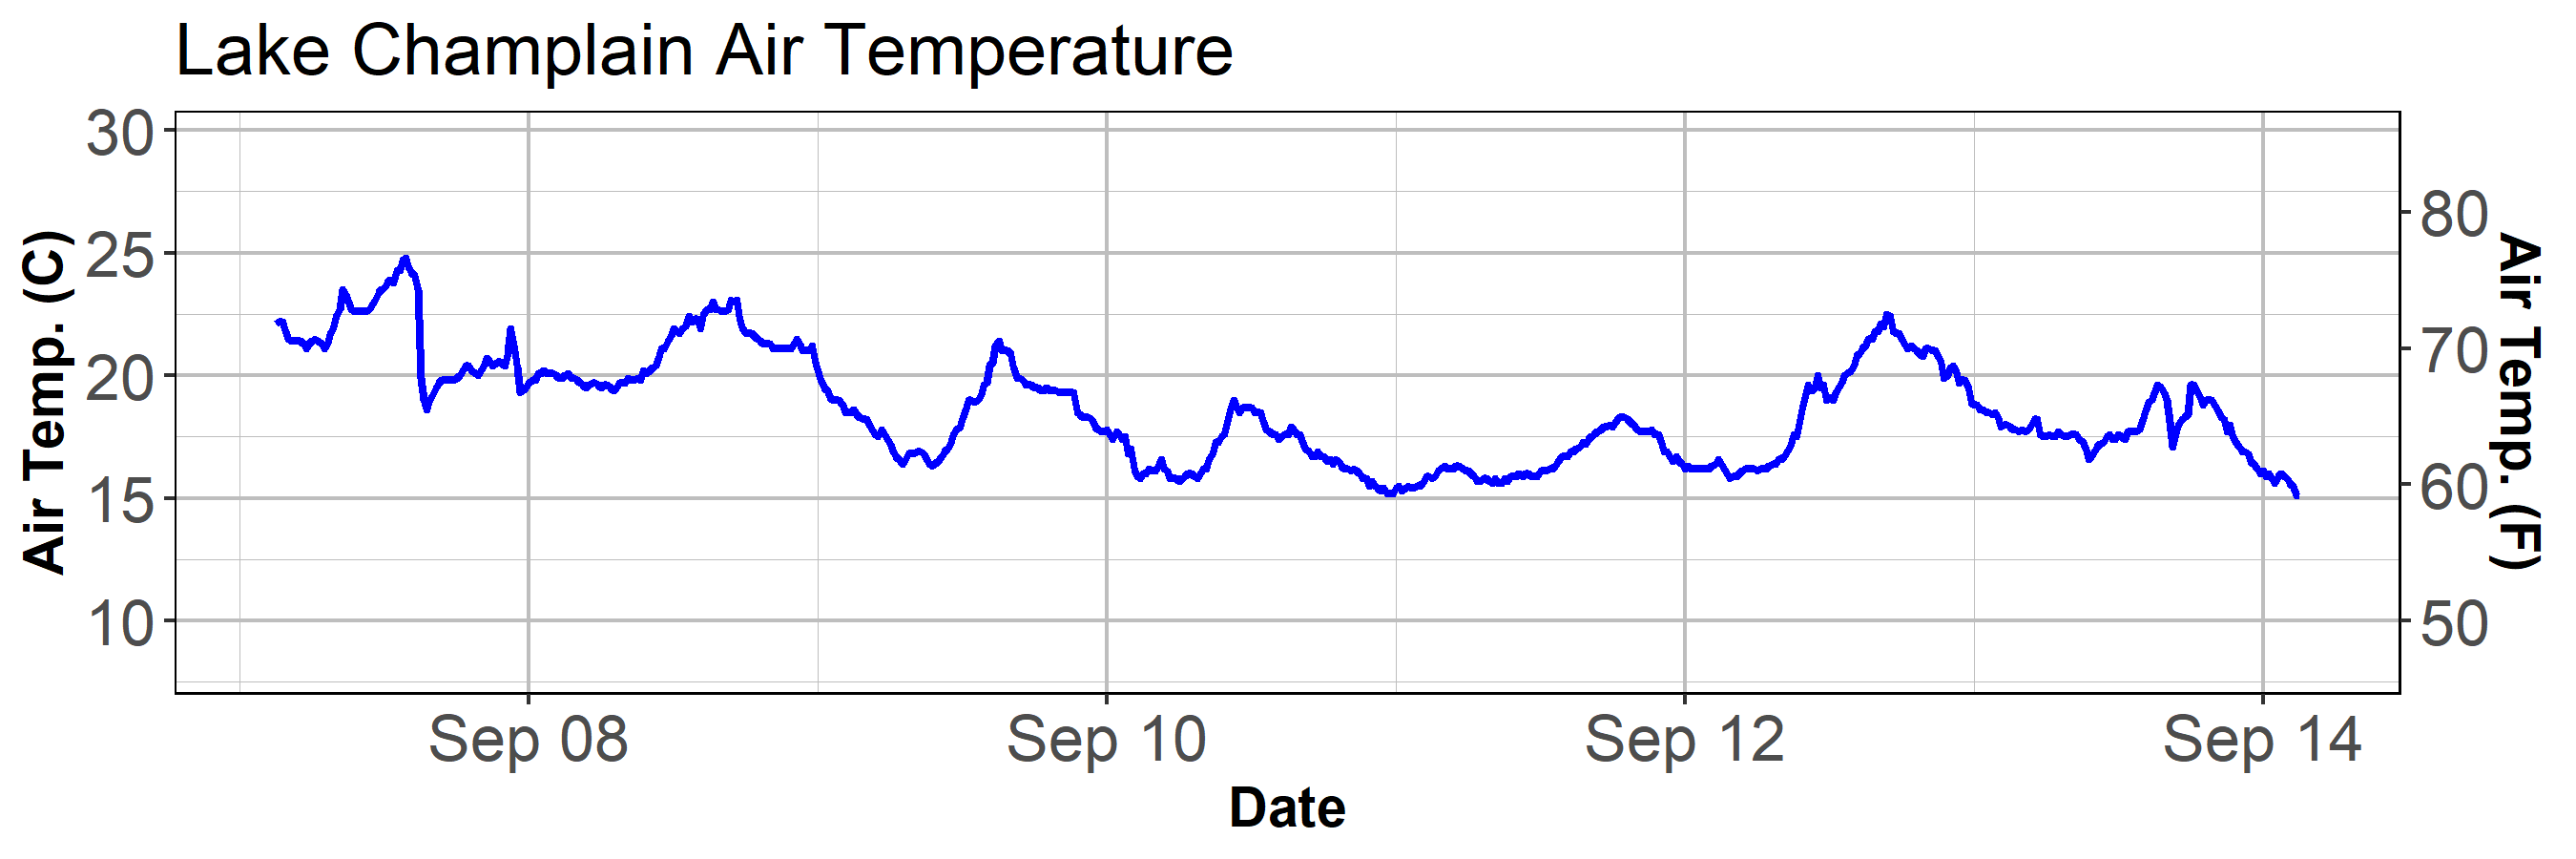 Lake Champlain Air Temperature
30
25
20
15
10
Air Temp. (C)
80
70
60
50
Air Temp. (F)
Sep 08
Sep 10
Sep 12
Sep 14
Date